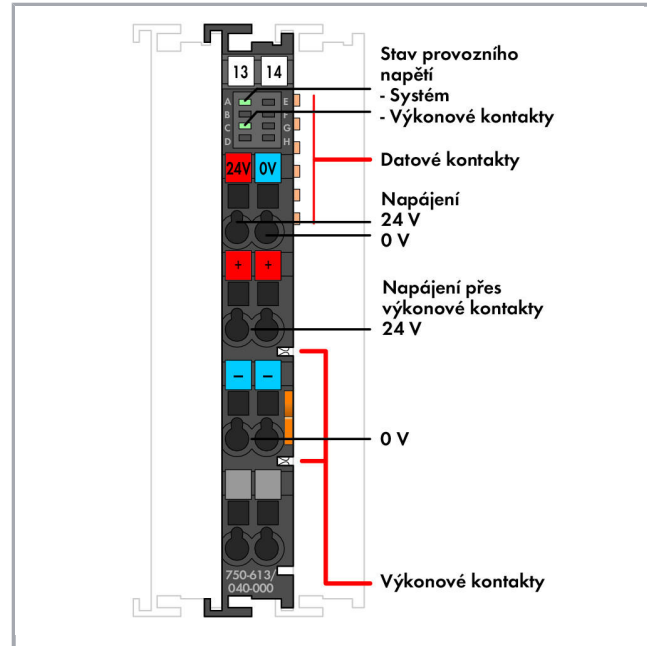 13 14
A E
B F
C G
D H
24V 0V
+ +
– –
750-613/
040-000
Stav provozního
napětí
- Systém
- Výkonové kontakty
Datové kontakty
Napájení
24 V
0 V
Napájení přes
výkonové kontakty
24 V
0 V
Výkonové kontakty